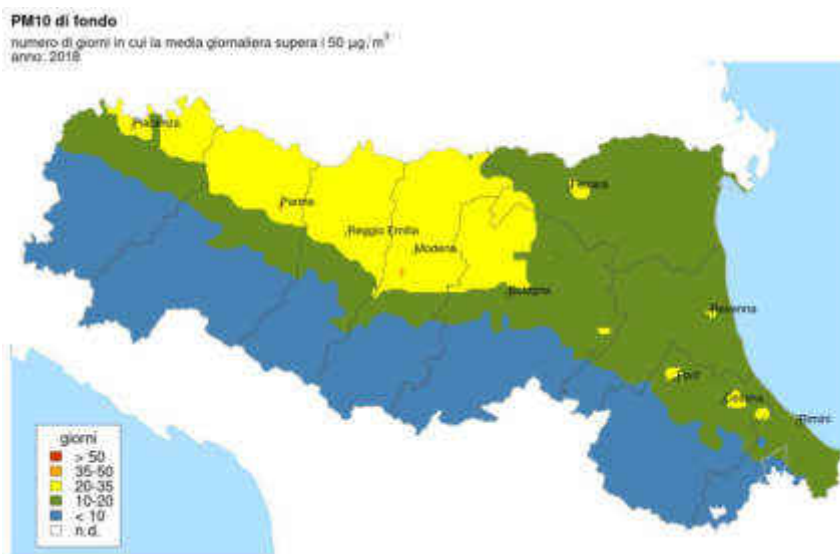 PM10 di fondo
numero di giorni in cui la media giornaliera supera i 50 µg/m³
anno: 2018
Piacenza
Ferrara
Parma
Reggio Emilia
Modena
Bologna
Ravenna
Forlì
Cesena
Rimini
giorni
> 50
35-50
20-35
10-20
< 10
n.d.